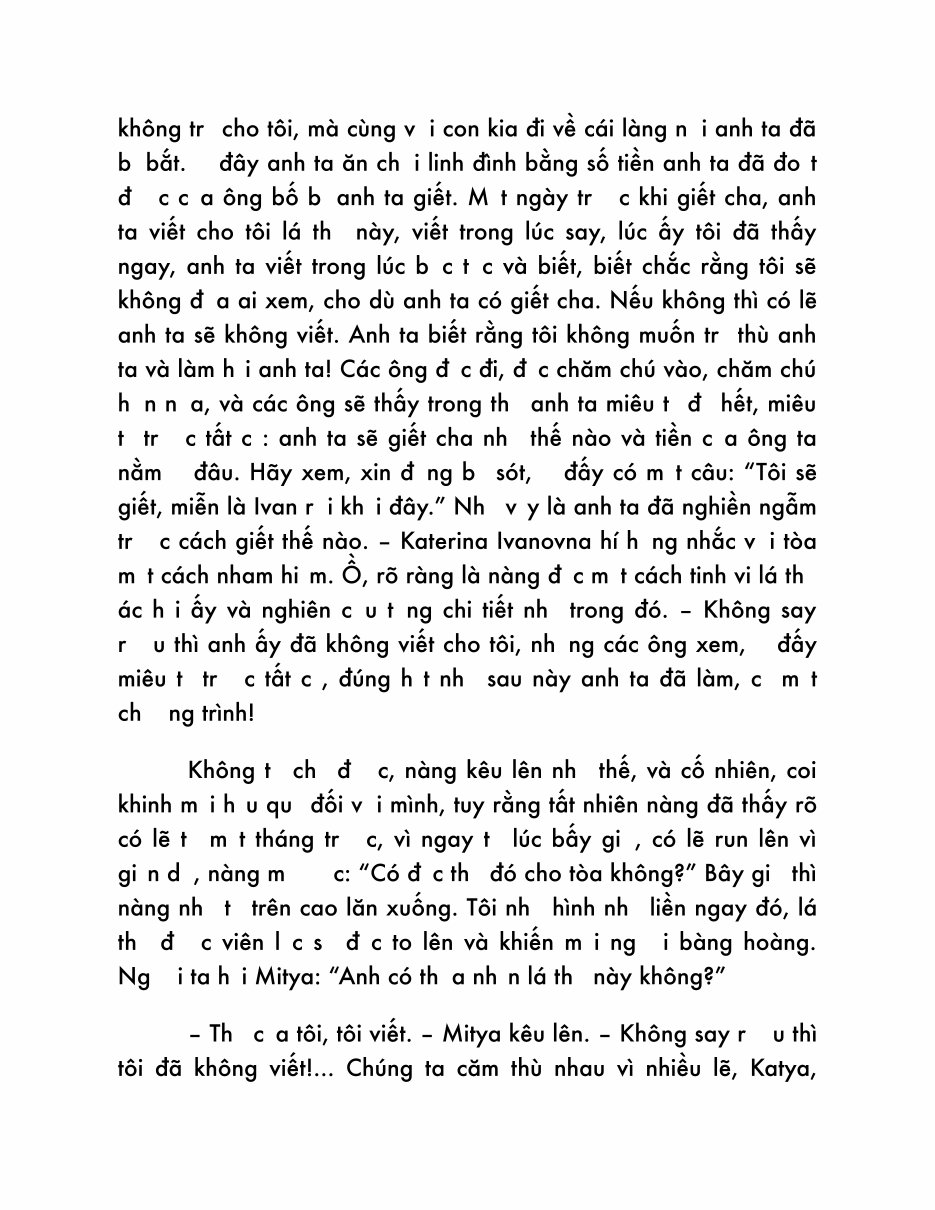 không tr cho tôi, mà cùng v i con kia đi về cái làng n i anh ta đã
b bắt. đây anh ta ăn ch i linh đình bằng số tiền anh ta đã đo t
đ c c a ông bố b anh ta giết. M t ngày tr c khi giết cha, anh
ta viết cho tôi lá th này, viết trong lúc say, lúc ấy tôi đã thấy
ngay, anh ta viết trong lúc b c t c và biết, biết chắc rằng tôi sẽ
không đ a ai xem, cho dù anh ta có giết cha. Nếu không thì có lẽ
anh ta sẽ không viết. Anh ta biết rằng tôi không muốn tr thù anh
ta và làm h i anh ta! Các ông đ c đi, đ c chăm chú vào, chăm chú
h n n a, và các ông sẽ thấy trong th anh ta miêu t đ hết, miêu
t tr c tất c : anh ta sẽ giết cha nh thế nào và tiền c a ông ta
nằm đâu. Hãy xem, xin đ ng b sót, đấy có m t câu: “Tôi sẽ
giết, miễn là Ivan r i kh i đây.” Nh v y là anh ta đã nghiền ngẫm
tr c cách giết thế nào. – Katerina Ivanovna hí h ng nhắc v i tòa
m t cách nham hi m. Ồ, rõ ràng là nàng đ c m t cách tinh vi lá th
ác h i ấy và nghiên c u t ng chi tiết nh trong đó. – Không say
r u thì anh ấy đã không viết cho tôi, nh ng các ông xem, đấy
miêu t tr c tất c , đúng h t nh sau này anh ta đã làm, c m t
ch ng trình!
Không t ch đ c, nàng kêu lên nh thế, và cố nhiên, coi
khinh m i h u qu đối v i mình, tuy rằng tất nhiên nàng đã thấy rõ
có lẽ t m t tháng tr c, vì ngay t lúc bấy gi , có lẽ run lên vì
gi n d , nàng m c: “Có đ c th đó cho tòa không?” Bây gi thì
nàng nh t trên cao lăn xuống. Tôi nh hình nh liền ngay đó, lá
th đ c viên l c s đ c to lên và khiến m i ng i bàng hoàng.
Ng i ta h i Mitya: “Anh có th a nh n lá th này không?”
– Th c a tôi, tôi viết. – Mitya kêu lên. – Không say r u thì
tôi đã không viết!... Chúng ta căm thù nhau vì nhiều lẽ, Katya,